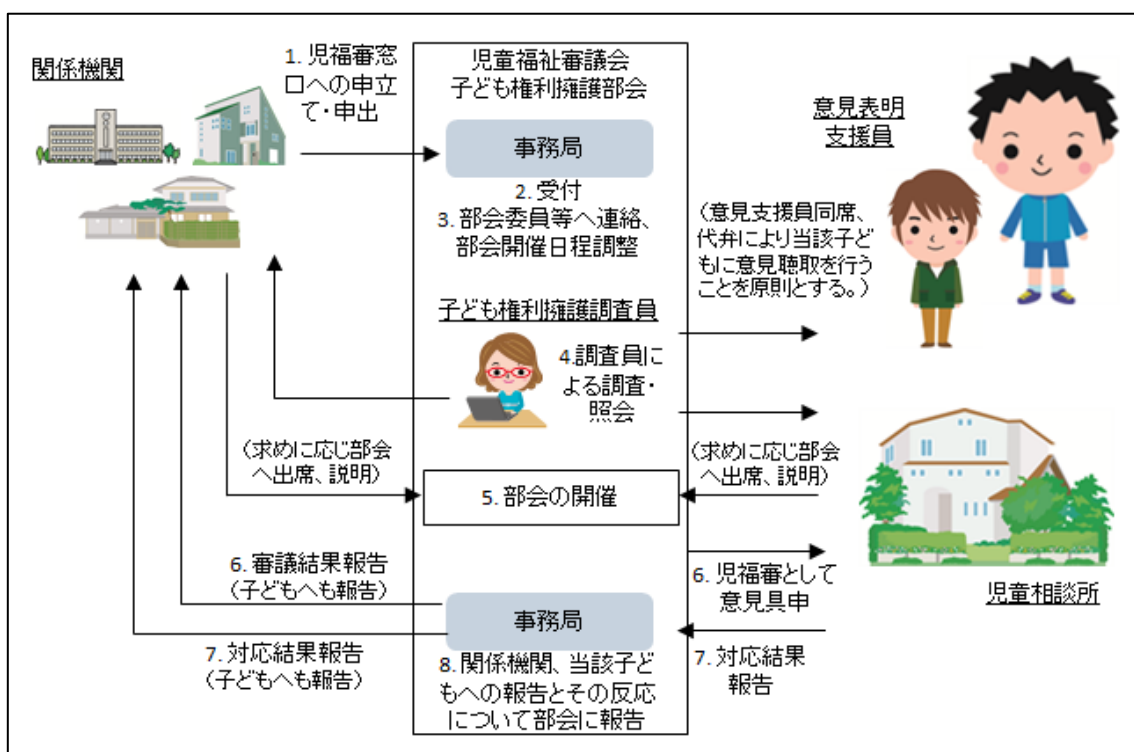 関係機関
1. 児福審窓
口への申立
て・申出
児童福祉審議会
子ども権利擁護部会
事務局
2. 受付
3. 部会委員等へ連絡、
部会開催日程調整
意見表明
支援員
(意見支援員同席、
代弁により当該子ど
もに意見聴取を行う
ことを原則とする。)
子ども権利擁護調査員
4.調査員に
よる調査・
照会
(求めに応じ部会
へ出席、説明)
5. 部会の開催
(求めに応じ部会
へ出席、説明)
6. 審議結果報告
(子どもへも報告)
6. 児福審として
意見具申
児童相談所
事務局
7. 対応結果報告
(子どもへも報告)
8. 関係機関、当該子ど
もへの報告とその反応
について部会に報告
7. 対応結果
報告